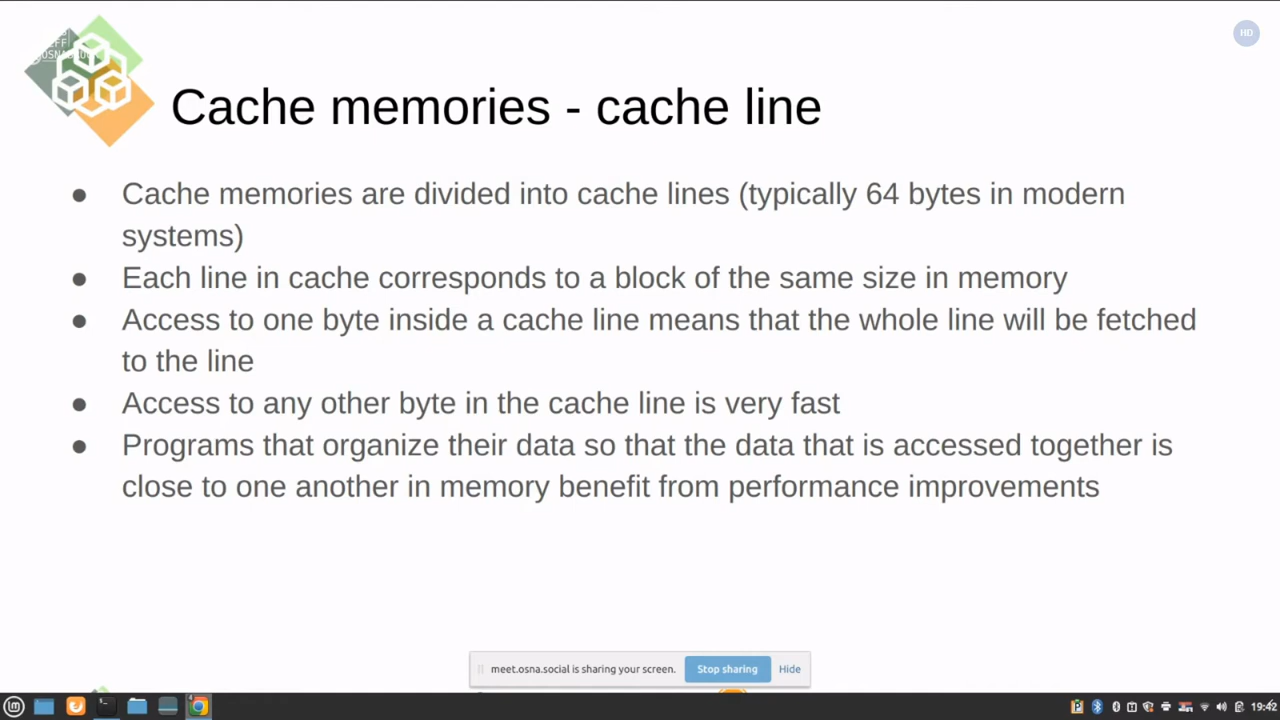 HD
Cache memories - cache line
● Cache memories are divided into cache lines (typically 64 bytes in modern
systems)
● Each line in cache corresponds to a block of the same size in memory
● Access to one byte inside a cache line means that the whole line will be fetched
to the line
● Access to any other byte in the cache line is very fast
● Programs that organize their data so that the data that is accessed together is
close to one another in memory benefit from performance improvements
meet.osna.social is sharing your screen. Stop sharing Hide
19:42